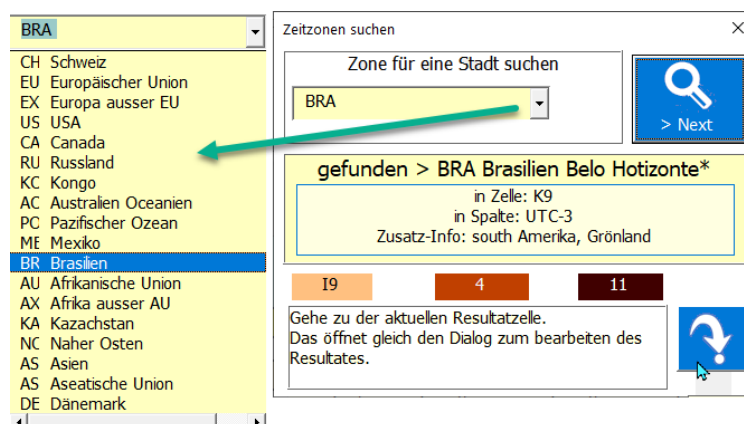 BRA
CH Schweiz
EU Europäischer Union
EX Europa ausser EU
US USA
CA Canada
RU Russland
KC Kongo
AC Australien Oceanien
PC Pazifischer Ozean
ME Mexiko
BR Brasilien
AU Afrikanische Union
AX Afrika ausser AU
KA Kazachstan
NC Naher Osten
AS Asien
AS Aseatische Union
DE Dänemark
Zeitzonen suchen
Zone für eine Stadt suchen
BRA
> Next
gefunden > BRA Brasilien Belo Hotizonte*
in Zelle: K9
in Spalte: UTC-3
Zusatz-Info: south Amerika, Grönland
I9 4 11
Gehe zu der aktuellen Resultatzelle.
Das öffnet gleich den Dialog zum bearbeiten des
Resultates.